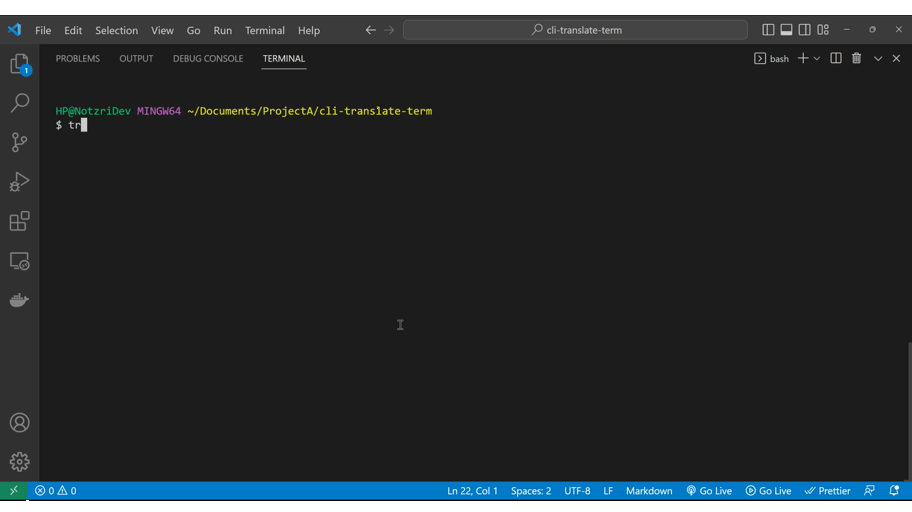 File Edit Selection View Go Run Terminal Help
cli-translate-term
PROBLEMS OUTPUT DEBUG CONSOLE TERMINAL
bash
1
HP@NotzriDev MINGW64 ~/Documents/ProjectA/cli-translate-term
$ tr
0 0
Ln 22, Col 1 Spaces: 2 UTF-8 LF Markdown Go Live Go Live Prettier